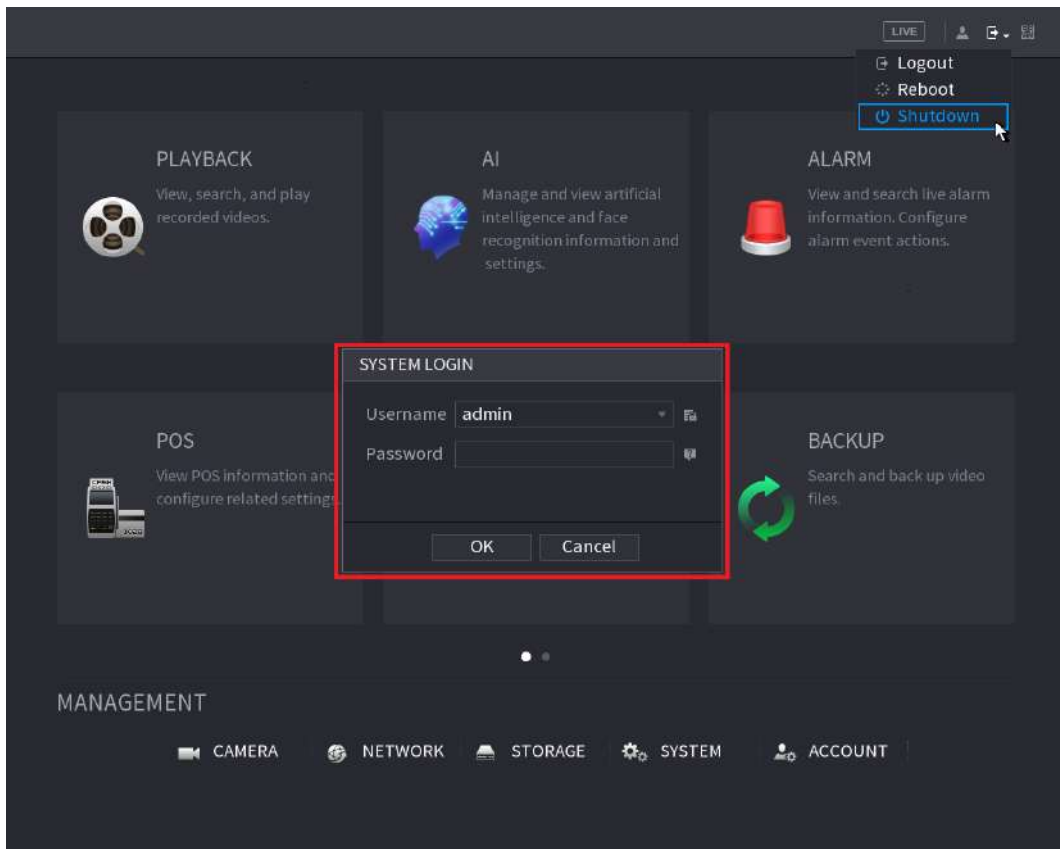 LIVE
Logout
Reboot
Shutdown
PLAYBACK
View, search, and play
recorded videos.
AI
Manage and view artificial
intelligence and face
recognition information and
settings.
ALARM
View and search live alarm
information. Configure
alarm event actions.
SYSTEM LOGIN
Username admin
Password
OK Cancel
POS
View POS information and
configure related settings.
BACKUP
Search and back up video
files.
MANAGEMENT
CAMERA NETWORK STORAGE SYSTEM ACCOUNT